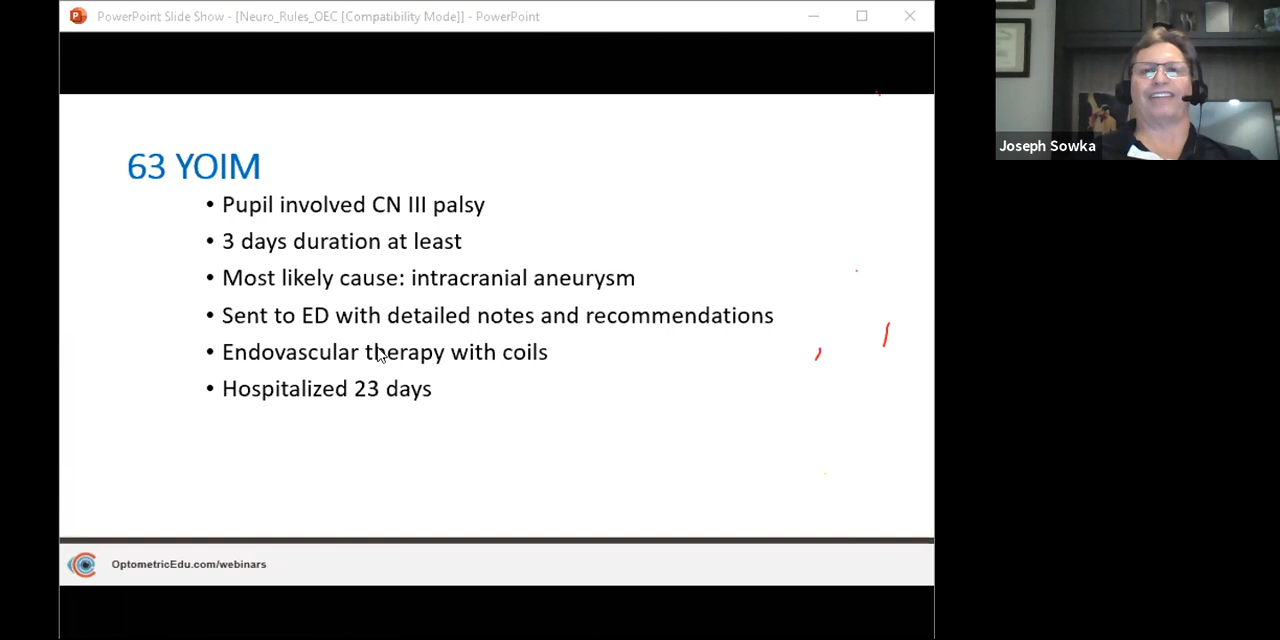 PowerPoint Slide Show - [Neuro_Rules_OEC [Compatibility Mode]] - PowerPoint
63 YOIM
• Pupil involved CN III palsy
• 3 days duration at least
• Most likely cause: intracranial aneurysm
• Sent to ED with detailed notes and recommendations
• Endovascular therapy with coils
• Hospitalized 23 days
OptometricEdu.com/webinars
Joseph Sowka